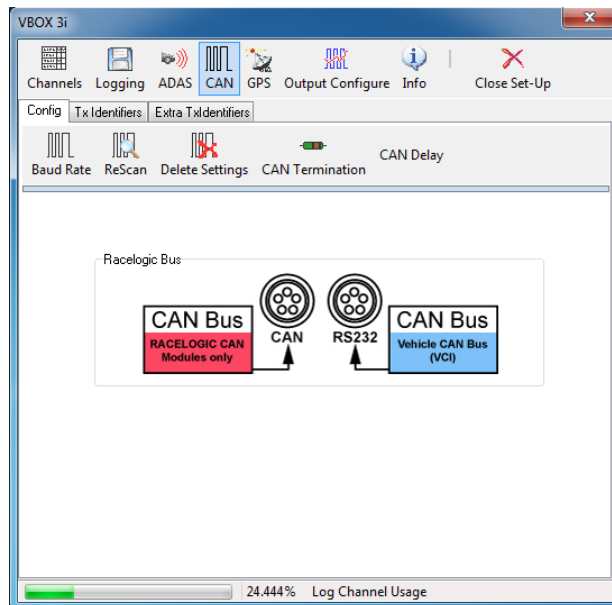 VBOX 3i
Channels Logging ADAS CAN GPS Output Configure Info Close Set-Up
Config Tx Identifiers Extra TxIdentifiers
Baud Rate ReScan Delete Settings CAN Termination CAN Delay
Racelogic Bus
CAN Bus
RACELOGIC CAN
Modules only
CAN
RS232
CAN Bus
Vehicle CAN Bus
(VCI)
24.444% Log Channel Usage